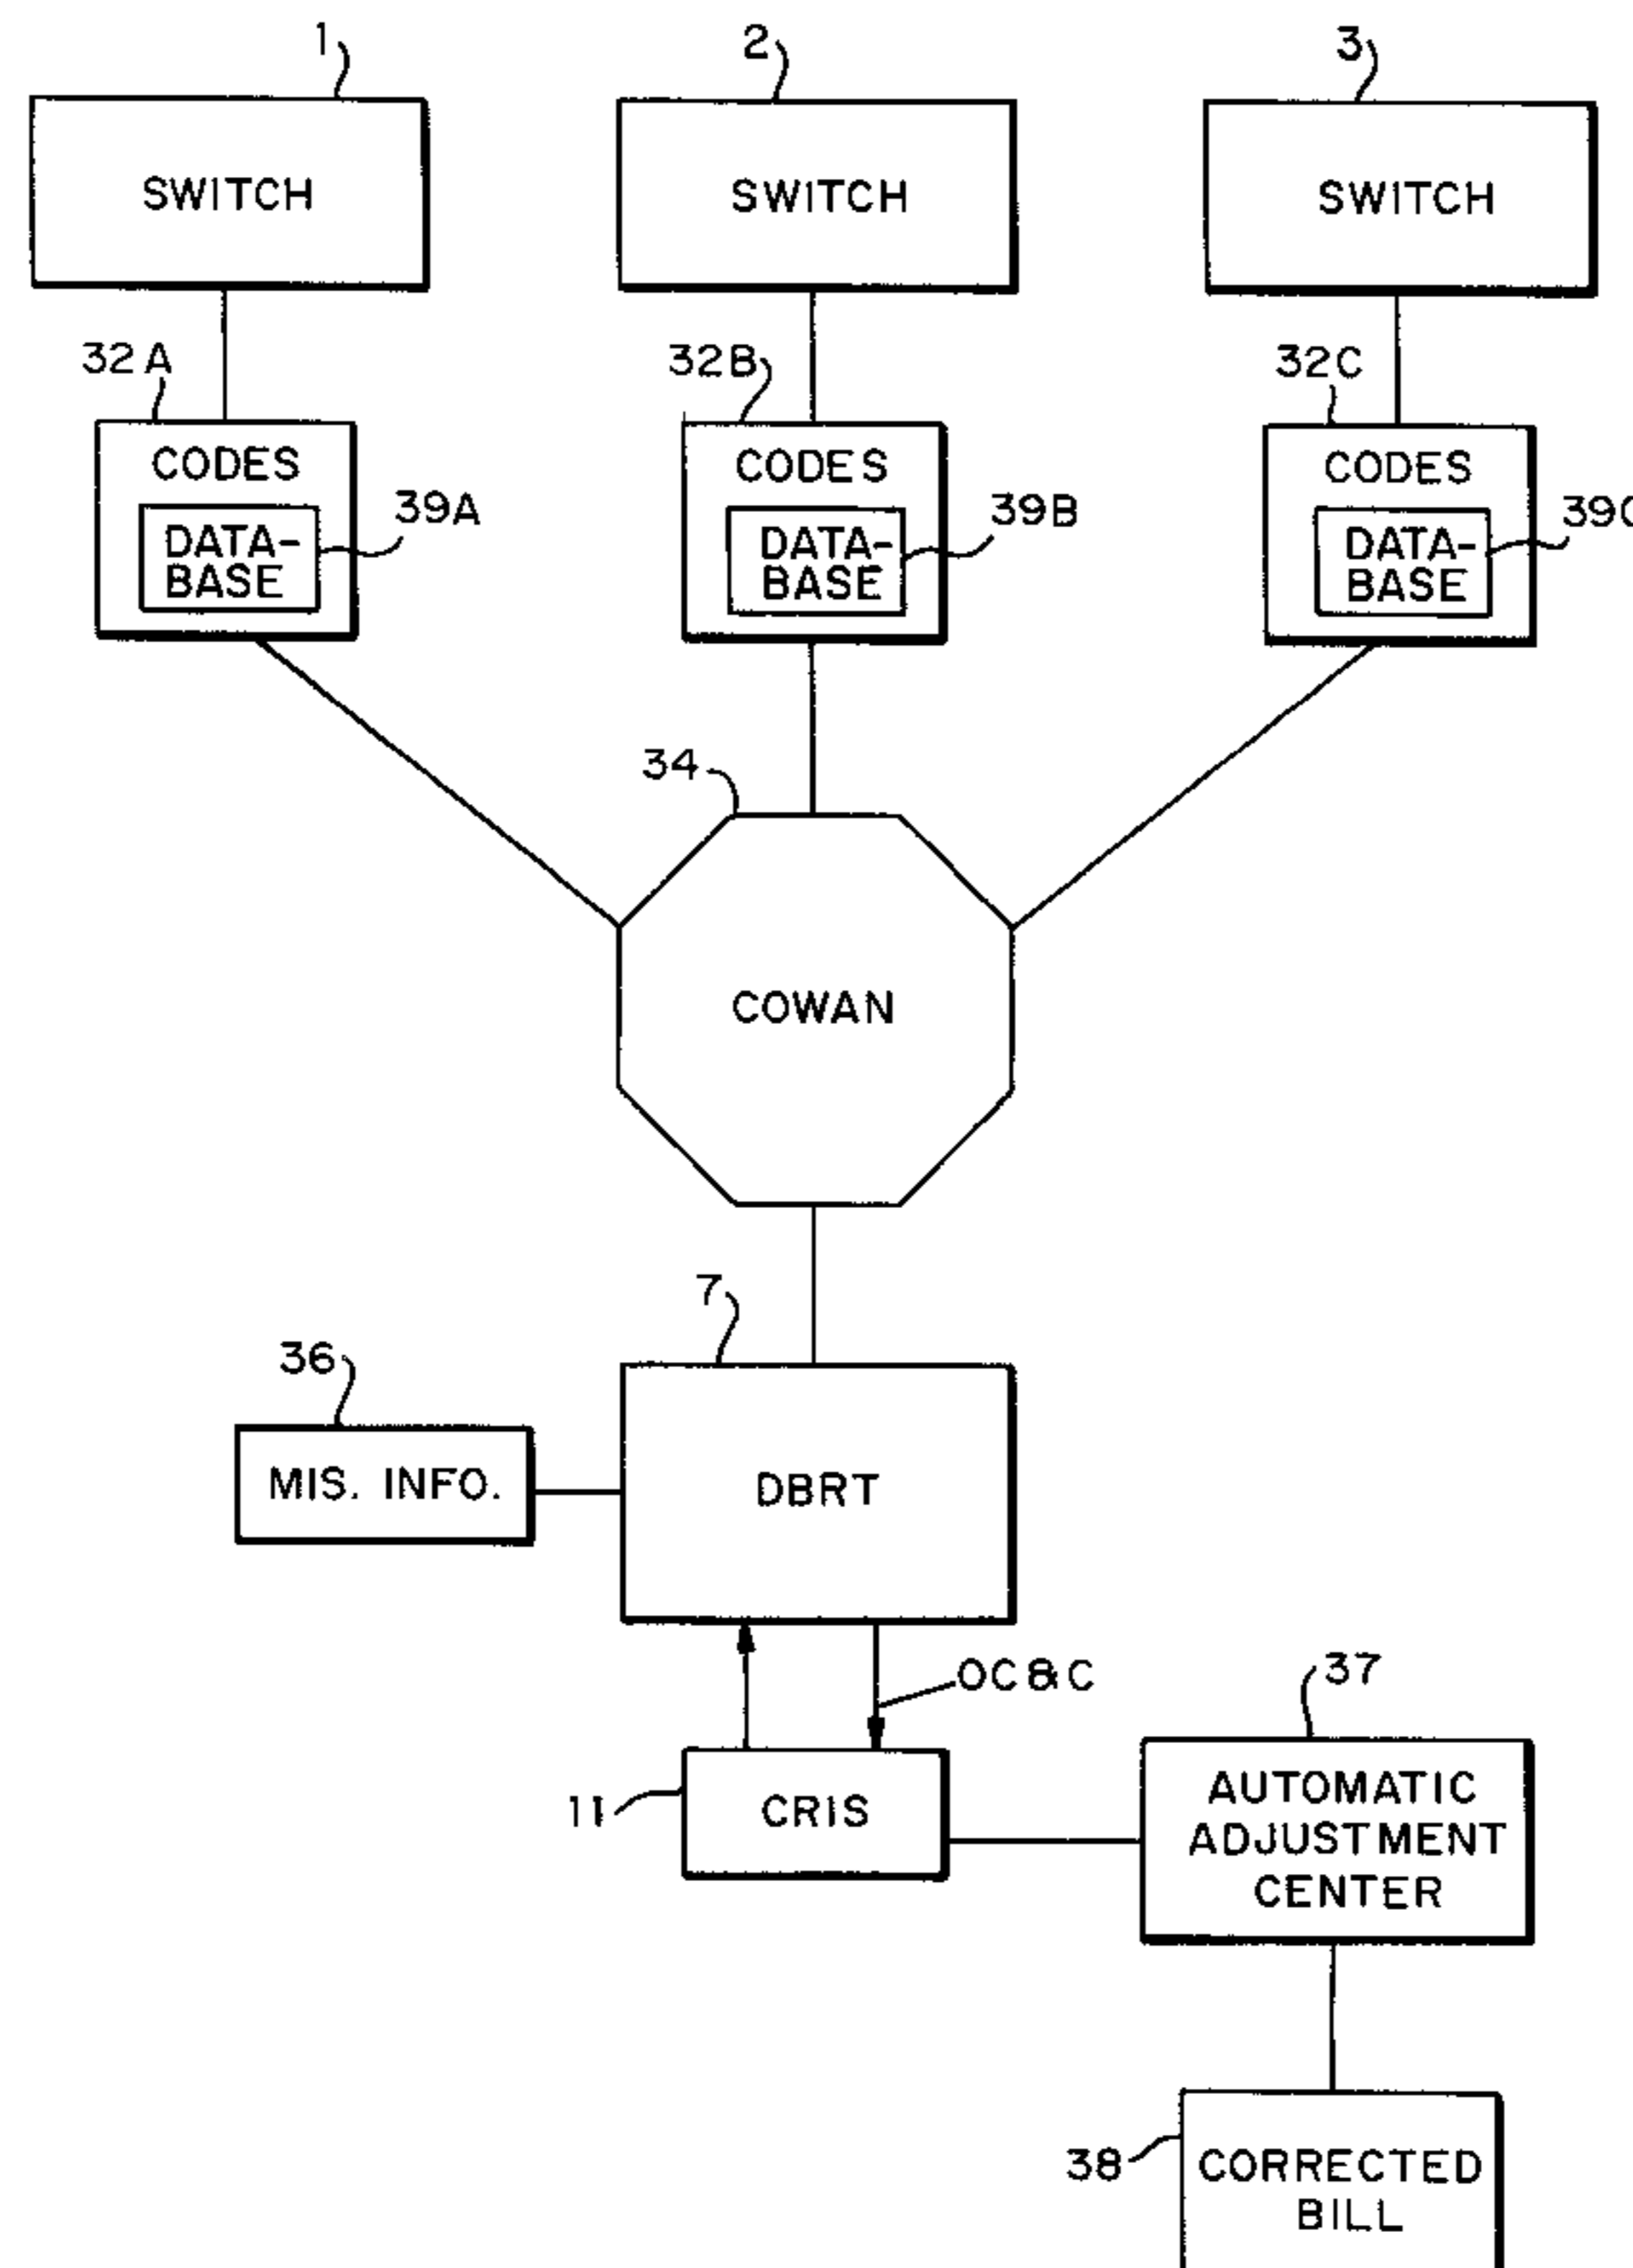 1 2 3
SWITCH SWITCH SWITCH
32A 32B 32C
CODES CODES CODES
39A 39B 39C
DATA- DATA- DATA-
BASE BASE BASE
34
COWAN
7
36
MIS. INFO. DBRT
OC&C
37
11 CRIS
AUTOMATIC
ADJUSTMENT
CENTER
38
CORRECTED
BILL